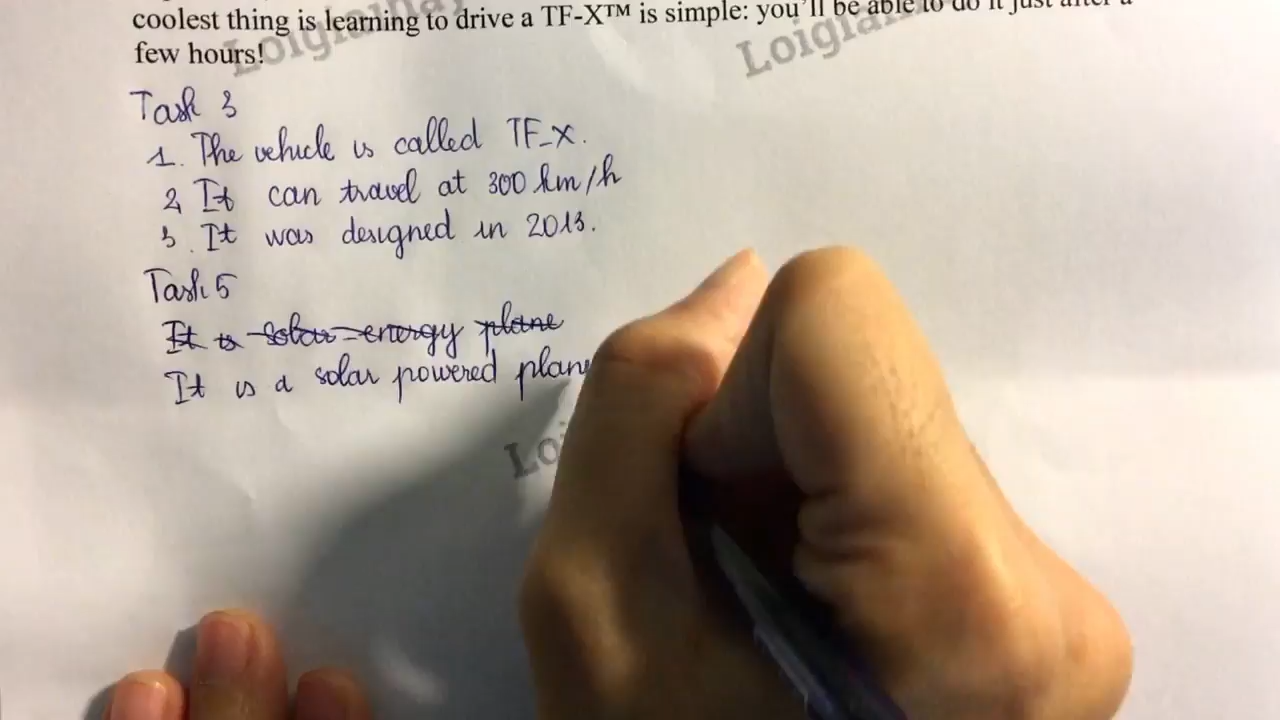 coolest thing is learning to drive a TF-X™ is simple: you'll be able to do it just after a
few hours!
Task 3
1. The vehicle is called TF-X.
2, It can travel at 300 km/h
3. It was designed in 2013.
Task 5
It is solar-energy plane
It is a solar powered plane